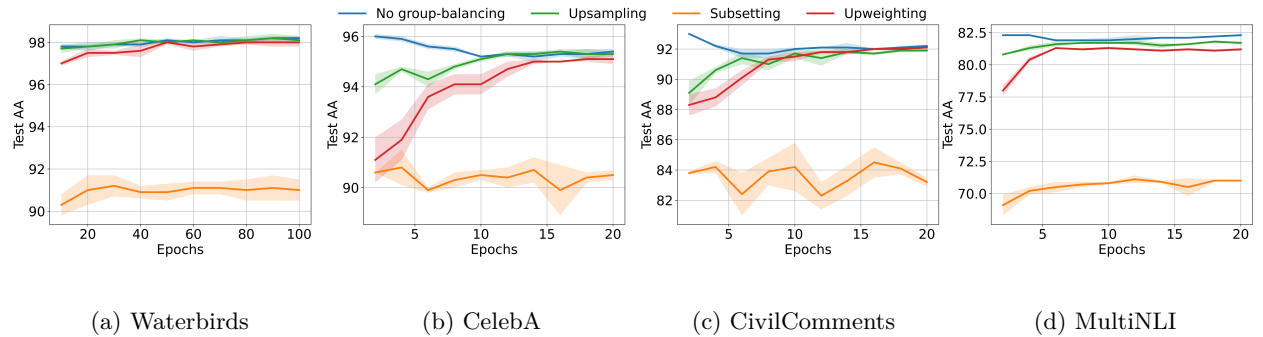 No group-balancing Upsampling Subsetting Upweighting
98
96
94
92
90
Test AA
20 40 60 80 100
Epochs
96
94
92
90
Test AA
5 10 15 20
Epochs
92
90
88
86
84
82
Test AA
5 10 15 20
Epochs
82.5
80.0
77.5
75.0
72.5
70.0
Test AA
5 10 15 20
Epochs
(a) Waterbirds
(b) CelebA
(c) CivilComments
(d) MultiNLI